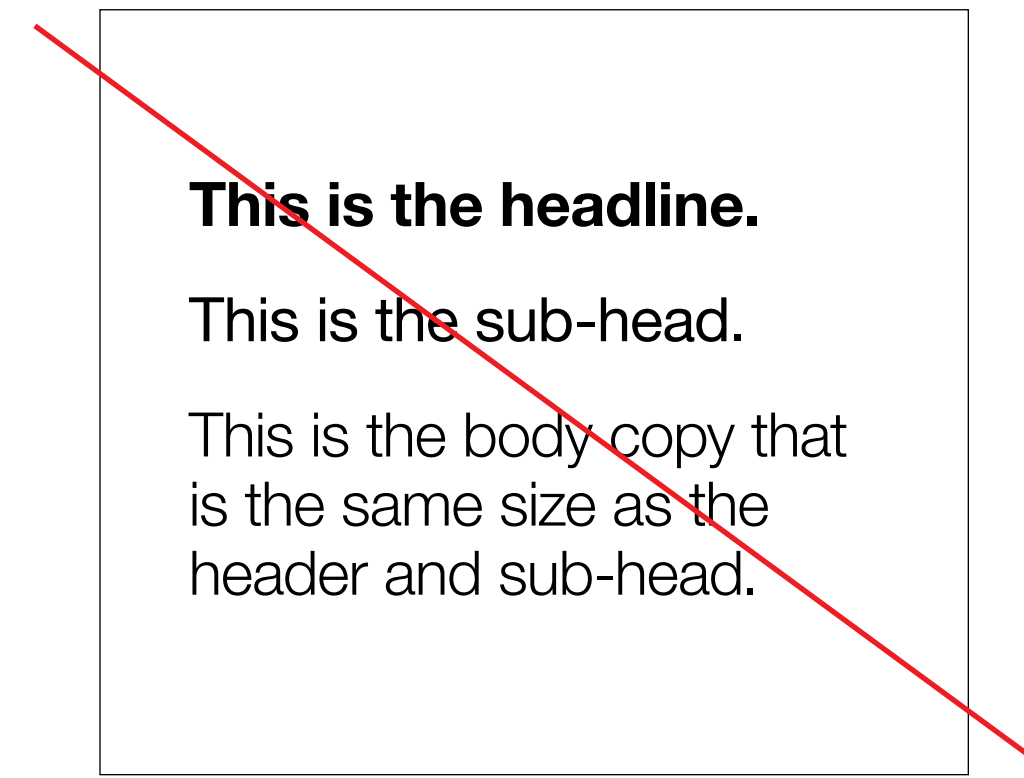 This is the headline.
This is the sub-head.
This is the body copy that
is the same size as the
header and sub-head.